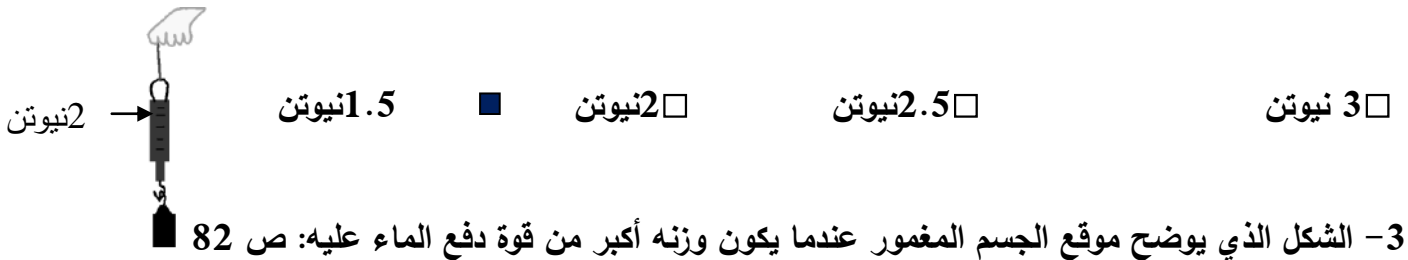 □3 نيوتن □2.5نيوتن □2نيوتن ■ 1.5نيوتن
2نيوتن
3- الشكل الذي يوضح موقع الجسم المغمور عندما يكون وزنه أكبر من قوة دفع الماء عليه: ص 82